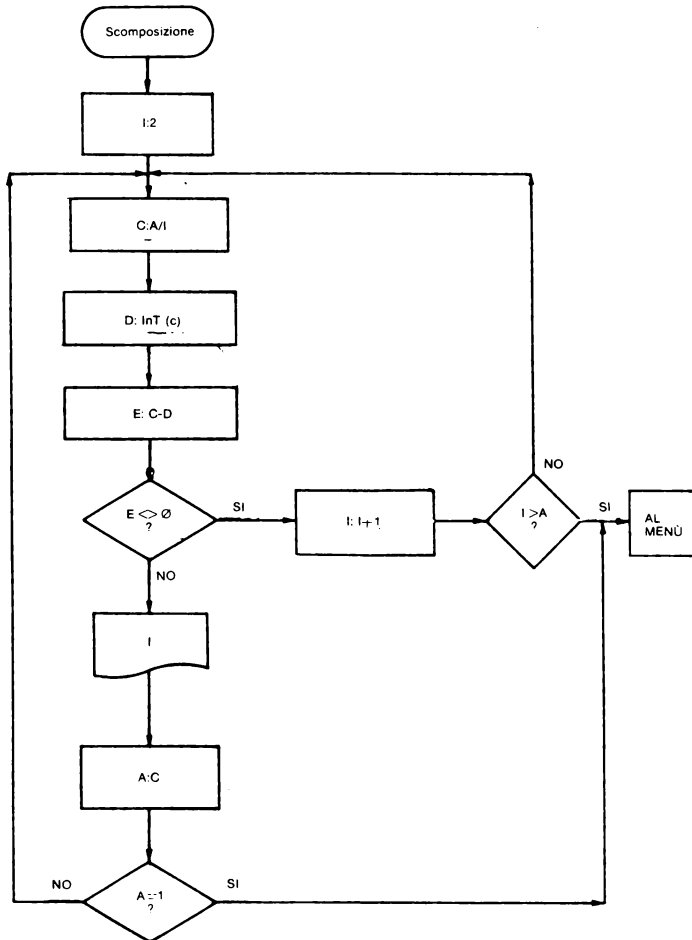 Scomposizione
I:2
C:A/I
D: InT (c)
E: C-D
E <> Ø
?
SI
I: I+1
I >A
?
NO
SI
AL
MENÙ
NO
I
A:C
NO
A=1
?
SI